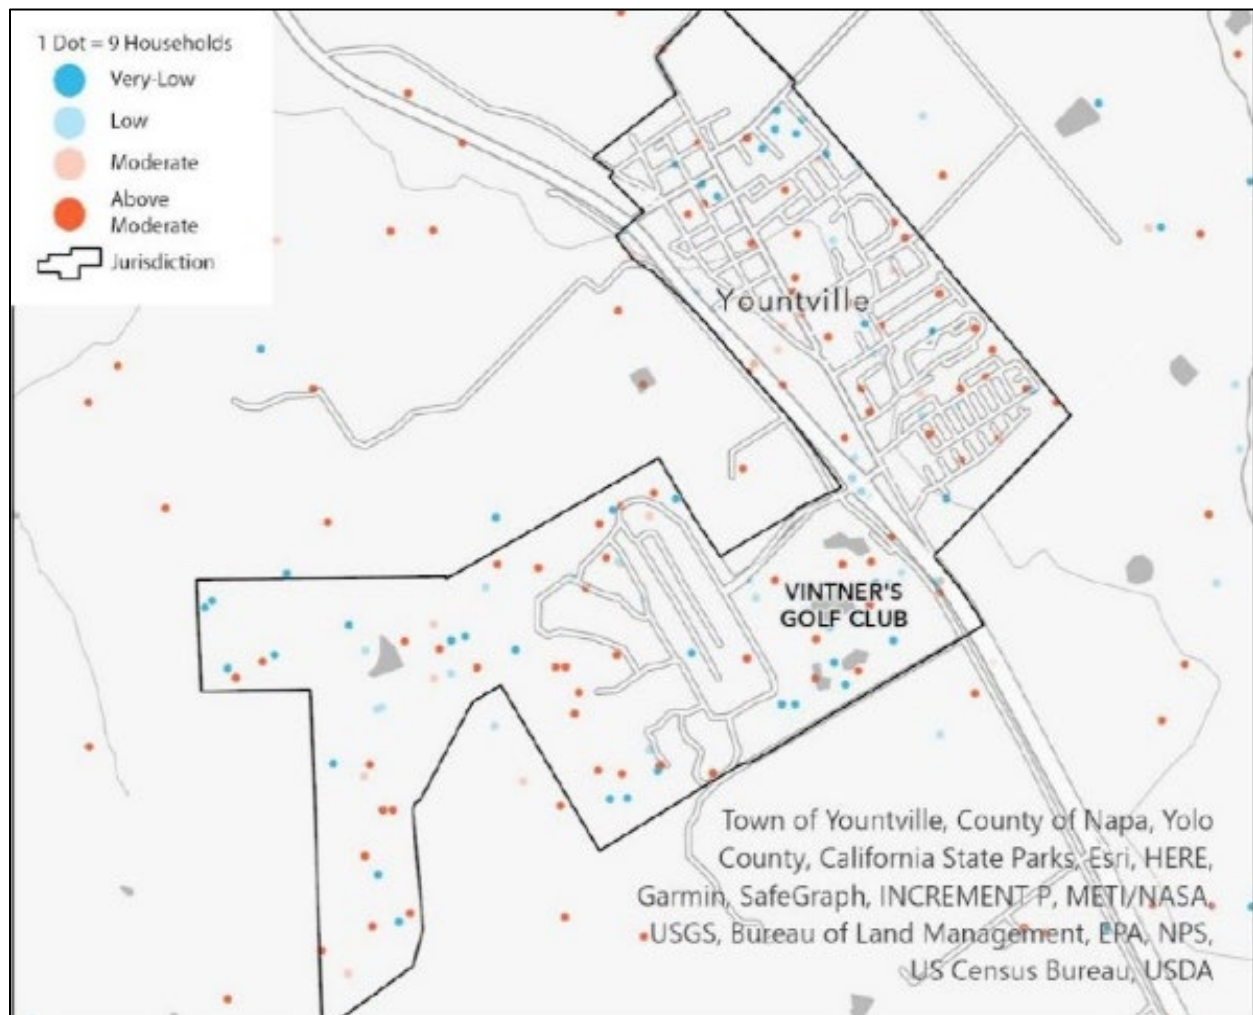 1 Dot = 9 Households
Very-Low
Low
Moderate
Above
Moderate
Jurisdiction
Yountville
VINTNER'S
GOLF CLUB
Town of Yountville, County of Napa, Yolo
County, California State Parks, Esri, HERE,
Garmin, SafeGraph, INCREMENT P, METI/NASA,
USGS, Bureau of Land Management, EPA, NPS,
US Census Bureau, USDA